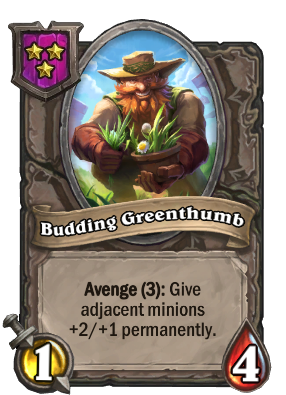 Budding Greenthumb
Avenge (3): Give
adjacent minions
+2/+1 permanently.
1
4